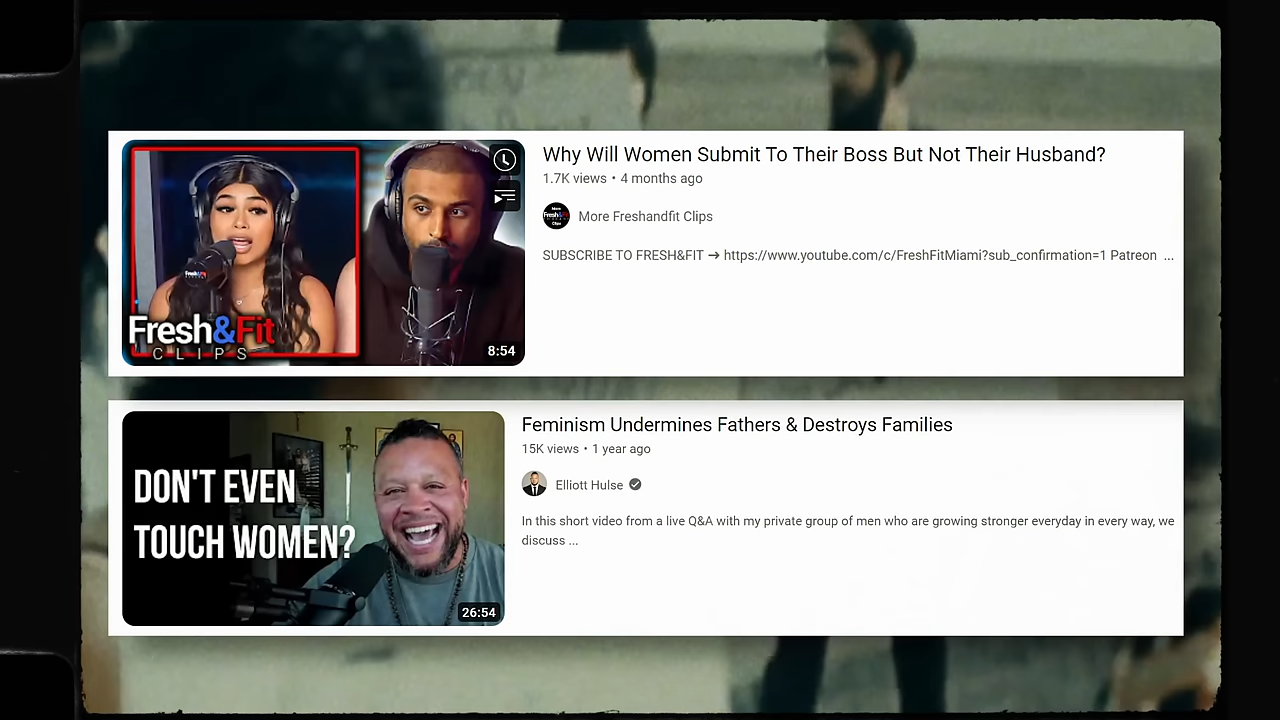 Why Will Women Submit To Their Boss But Not Their Husband?
1.7K views • 4 months ago
More Freshandfit Clips
SUBSCRIBE TO FRESH&FIT ➔ https://www.youtube.com/c/FreshFitMiami?sub_confirmation=1 Patreon ...
Fresh&Fit
CLIPS
8:54
Feminism Undermines Fathers & Destroys Families
15K views • 1 year ago
Elliott Hulse
In this short video from a live Q&A with my private group of men who are growing stronger everyday in every way, we
discuss ...
DON'T EVEN
TOUCH WOMEN?
26:54